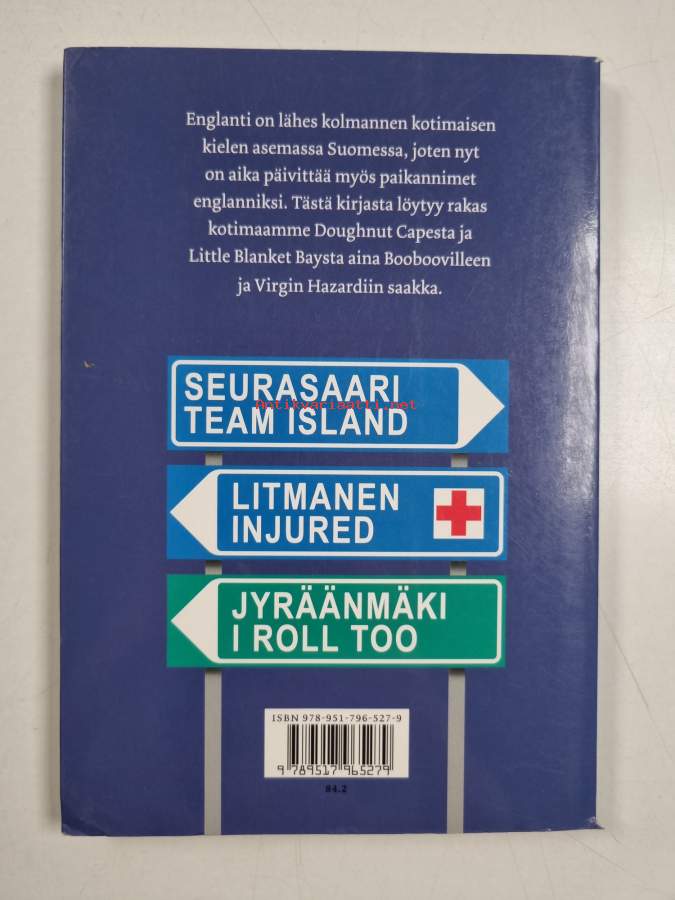 Englanti on lähes kolmannen kotimaisen
kielen asemassa Suomessa, joten nyt
on aika päivittää myös paikannimet
englanniksi. Tästä kirjasta löytyy rakas
kotimaamme Doughnut Capesta ja
Little Blanket Baysta aina Booboovilleen
ja Virgin Hazardiin saakka.
SEURASAARI
Antikvariaatti.net
TEAM ISLAND
LITMANEN
INJURED
JYRÄÄNMÄKI
I ROLL TOO
ISBN 978-951-796-527-9
9 789517 965279
84.2